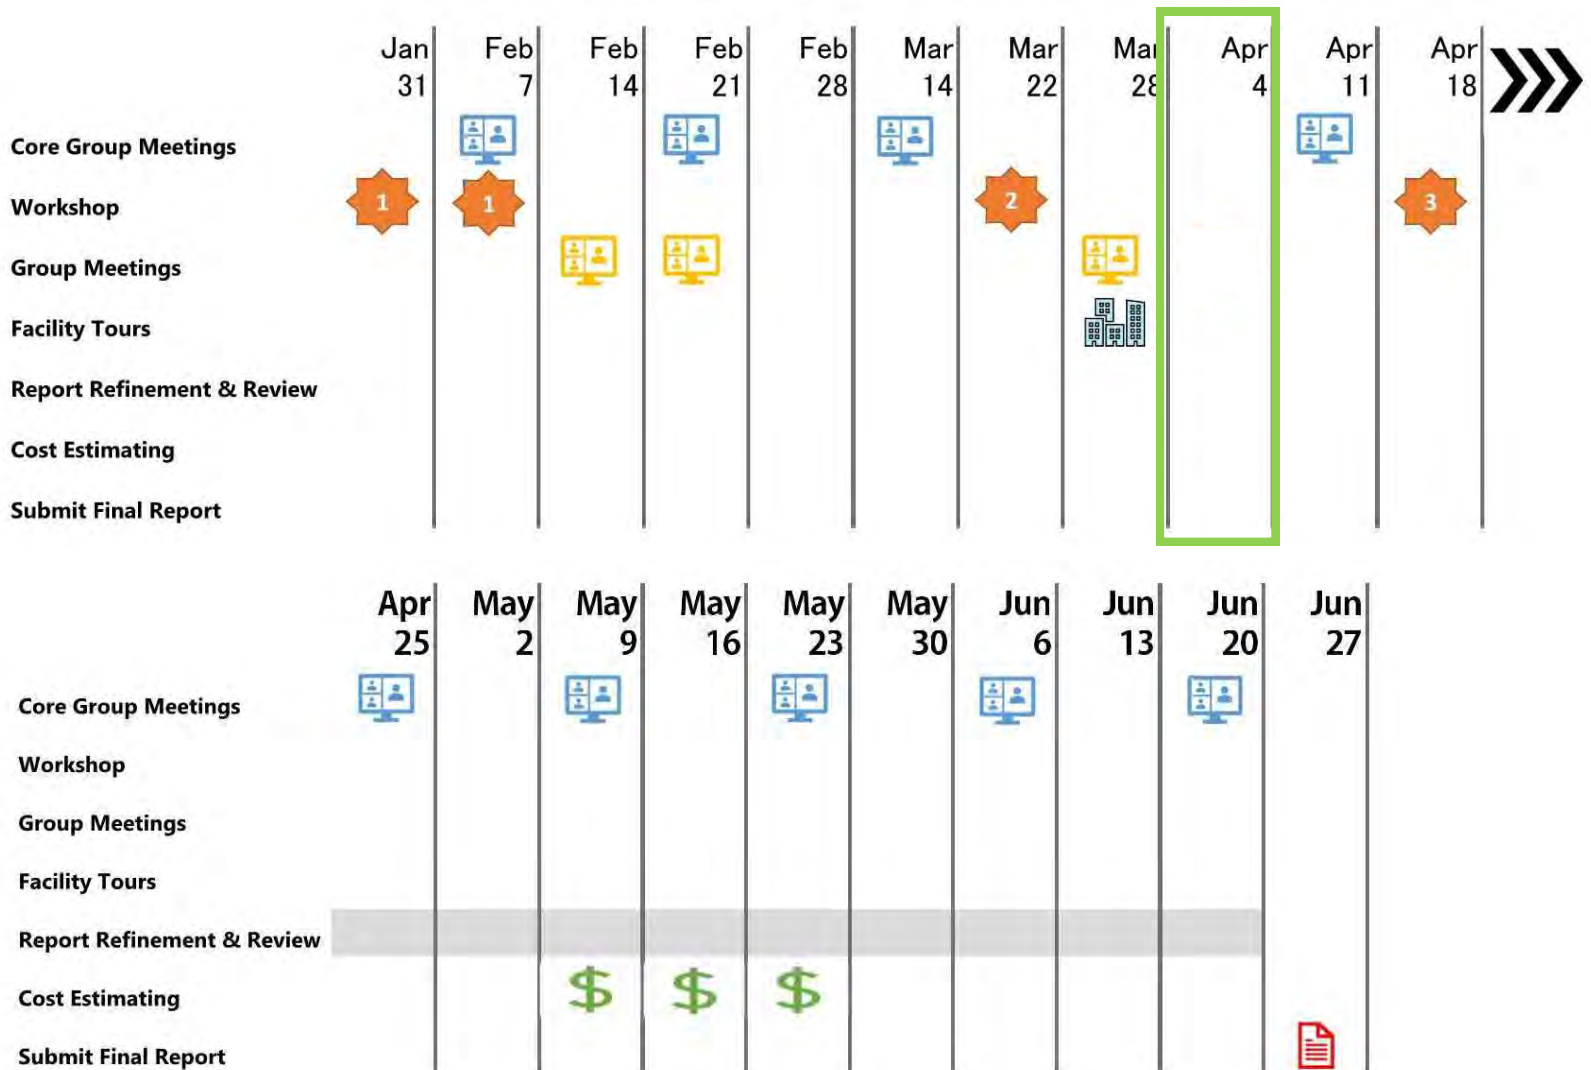 Jan Feb Feb Feb Feb Mar Mar Mar Apr Apr Apr
31 7 14 21 28 14 22 28 4 11 18
Core Group Meetings
Workshop 1 1 2 3
Group Meetings
Facility Tours
Report Refinement & Review
Cost Estimating
Submit Final Report
Apr May May May May May Jun Jun Jun Jun
25 2 9 16 23 30 6 13 20 27
Core Group Meetings
Workshop
Group Meetings
Facility Tours
Report Refinement & Review
Cost Estimating $ $ $
Submit Final Report